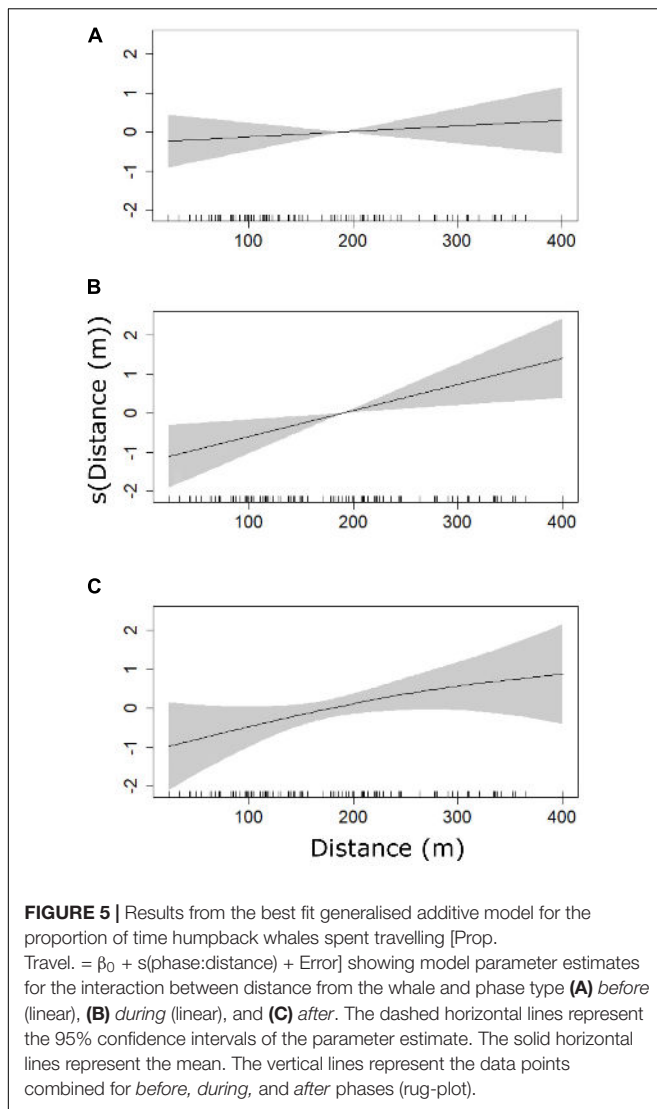 A
2
1
0
-1
-2
100 200 300 400
B
2
1
0
-1
-2
100 200 300 400
s(Distance (m))
C
2
1
0
-1
-2
100 200 300 400
Distance (m)
FIGURE 5 | Results from the best fit generalised additive model for the
proportion of time humpback whales spent travelling [Prop.
Travel. = β0 + s(phase:distance) + Error] showing model parameter estimates
for the interaction between distance from the whale and phase type (A) before
(linear), (B) during (linear), and (C) after. The dashed horizontal lines represent
the 95% confidence intervals of the parameter estimate. The solid horizontal
lines represent the mean. The vertical lines represent the data points
combined for before, during, and after phases (rug-plot).